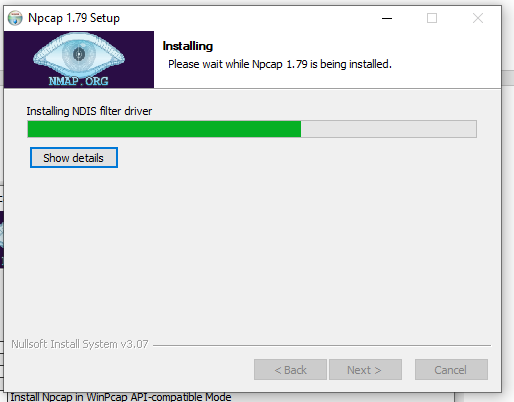 Npcap 1.79 Setup
NMAP.ORG
Installing
Please wait while Npcap 1.79 is being installed.
Installing NDIS filter driver
Show details
Nullsoft Install System v3.07
< Back
Next >
Cancel
Install Npcap in WinPcap API-compatible Mode